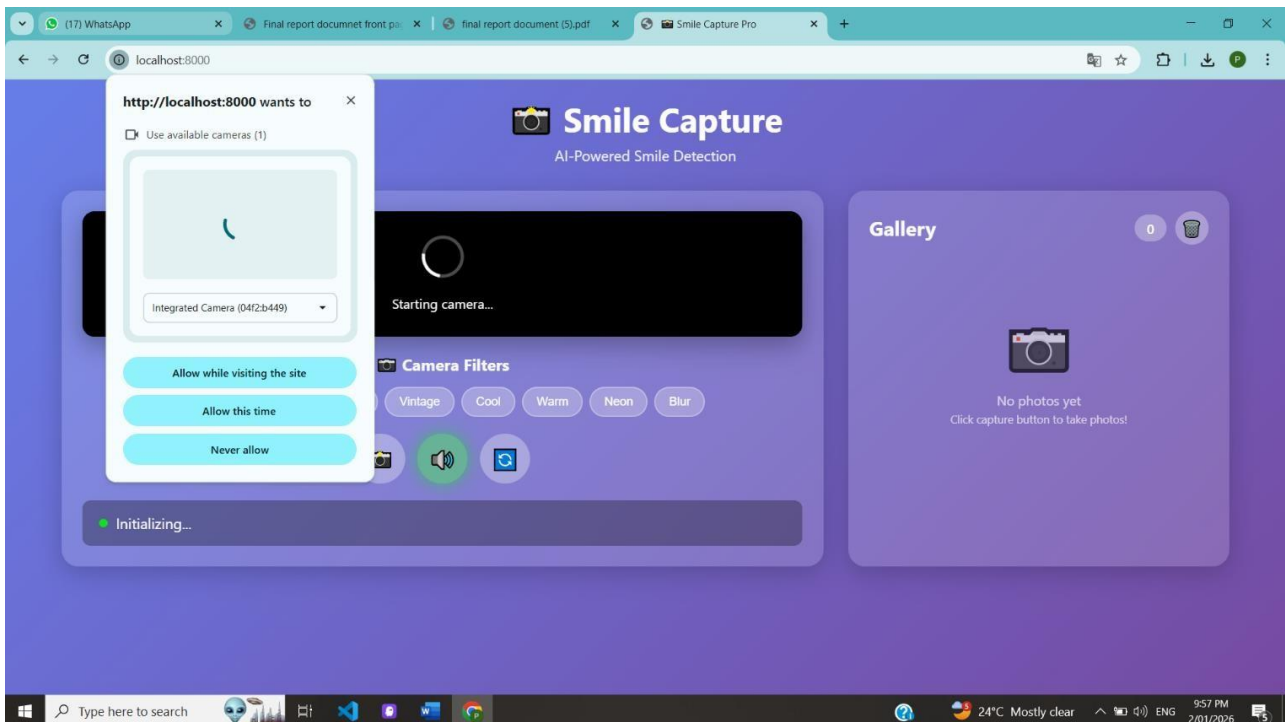 (17) WhatsApp
Final report documnet front pa
final report document (5).pdf
Smile Capture Pro
localhost:8000
P
http://localhost:8000 wants to
Use available cameras (1)
Integrated Camera (04f2:b449)
Allow while visiting the site
Allow this time
Never allow
Smile Capture
AI-Powered Smile Detection
Starting camera...
Camera Filters
Vintage
Cool
Warm
Neon
Blur
Initializing...
Gallery
0
No photos yet
Click capture button to take photos!
Type here to search
24°C Mostly clear
ENG
9:57 PM
2/01/2026